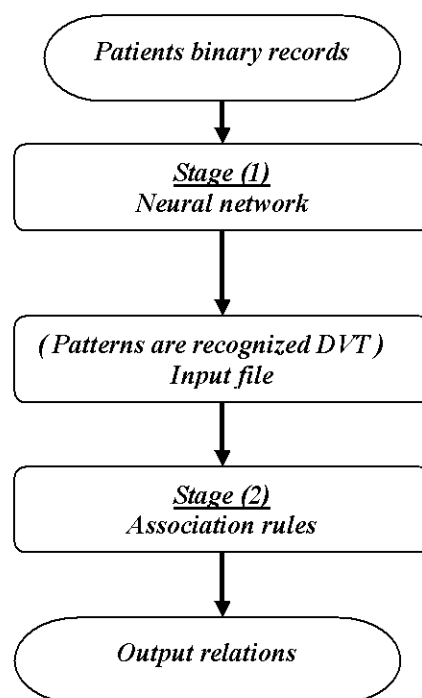 Patients binary records
Stage (1)
Neural network
( Patterns are recognized DVT )
Input file
Stage (2)
Association rules
Output relations